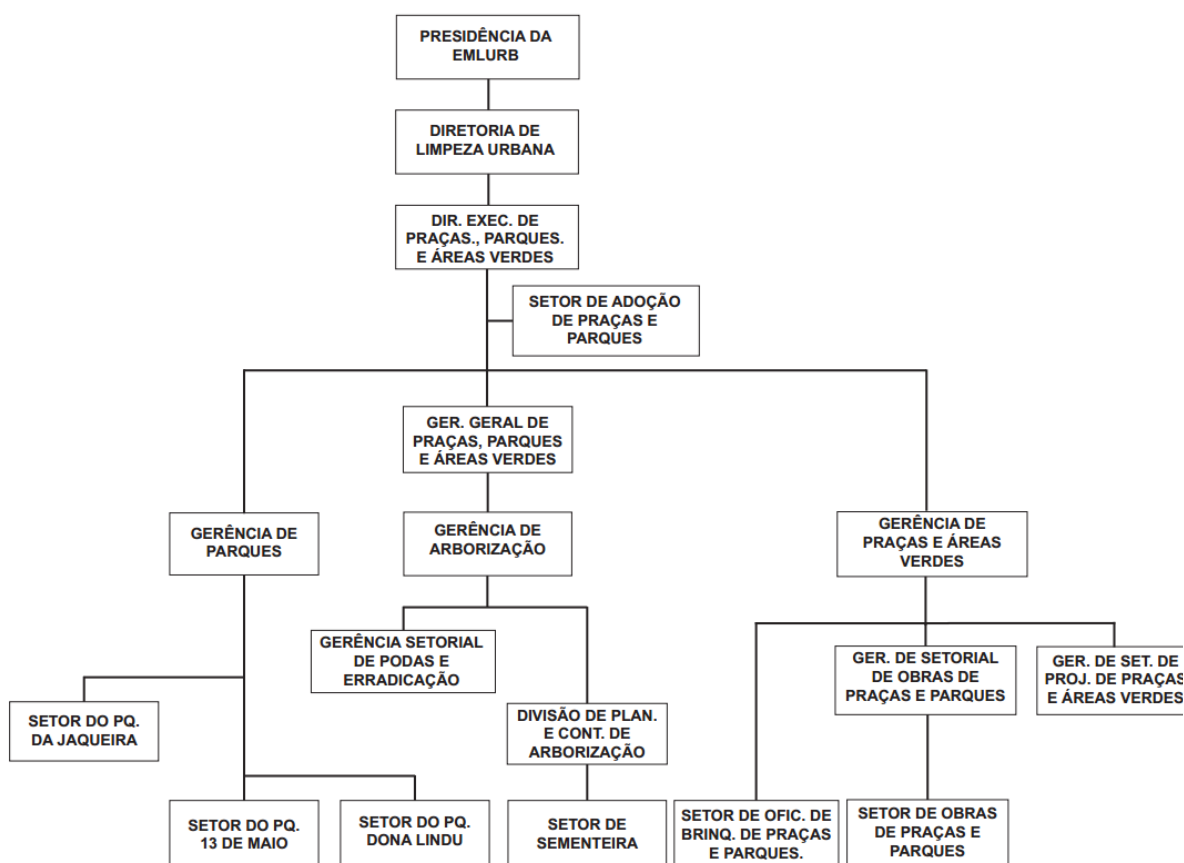 PRESIDÊNCIA DA
EMLURB
DIRETORIA DE
LIMPEZA URBANA
DIR. EXEC. DE
PRAÇAS., PARQUES.
E ÁREAS VERDES
SETOR DE ADOÇÃO
DE PRAÇAS E
PARQUES
GER. GERAL DE
PRAÇAS, PARQUES
E ÁREAS VERDES
GERÊNCIA DE
PARQUES
GERÊNCIA DE
ARBORIZAÇÃO
GERÊNCIA DE
PRAÇAS E ÁREAS
VERDES
GERÊNCIA SETORIAL
DE PODAS E
ERRADICAÇÃO
GER. DE SETORIAL
DE OBRAS DE
PRAÇAS E PARQUES
GER. DE SET. DE
PROJ. DE PRAÇAS
E ÁREAS VERDES
SETOR DO PQ.
DA JAQUEIRA
DIVISÃO DE PLAN.
E CONT. DE
ARBORIZAÇÃO
SETOR DO PQ.
13 DE MAIO
SETOR DO PQ.
DONA LINDU
SETOR DE
SEMENTEIRA
SETOR DE OFIC. DE
BRINQ. DE PRAÇAS
E PARQUES.
SETOR DE OBRAS
DE PRAÇAS E
PARQUES